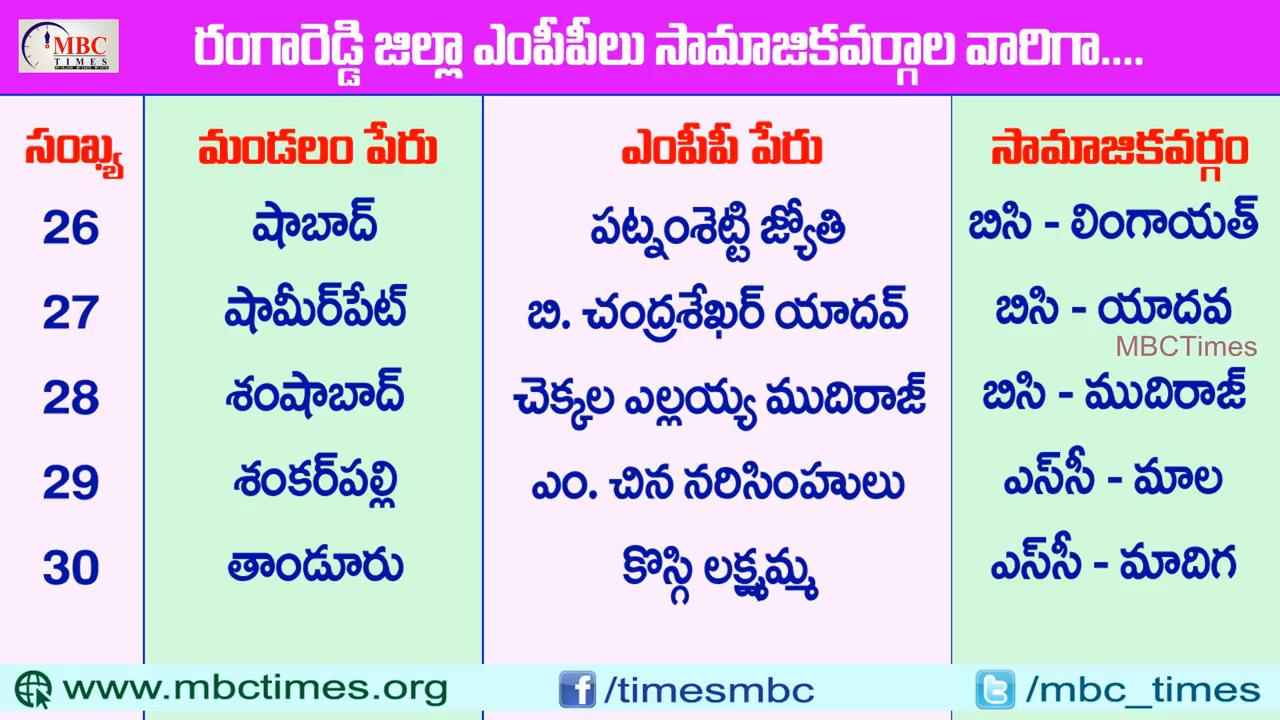 MBC
TIMES
రంగారెడ్డి జిల్లా ఎంపీపీలు సామాజికవర్గాల వారిగా....
సంఖ్య మండలం పేరు ఎంపీపీ పేరు సామాజికవర్గం
26 షాబాద్ పట్నంశెట్టి జ్యోతి బిసి - లింగాయత్
27 షామీర్‌పేట్ బి. చంద్రశేఖర్ యాదవ్ బిసి - యాదవ
MBCTimes
28 శంషాబాద్ చెక్కల ఎల్లయ్య ముదిరాజ్ బిసి - ముదిరాజ్
29 శంకర్‌పల్లి ఎం. చిన నరిసింహులు ఎస్‌సీ - మాల
30 తాండూరు కొస్గి లక్ష్మమ్మ ఎస్‌సీ - మాదిగ
www.mbctimes.org /timesmbc /mbc_times